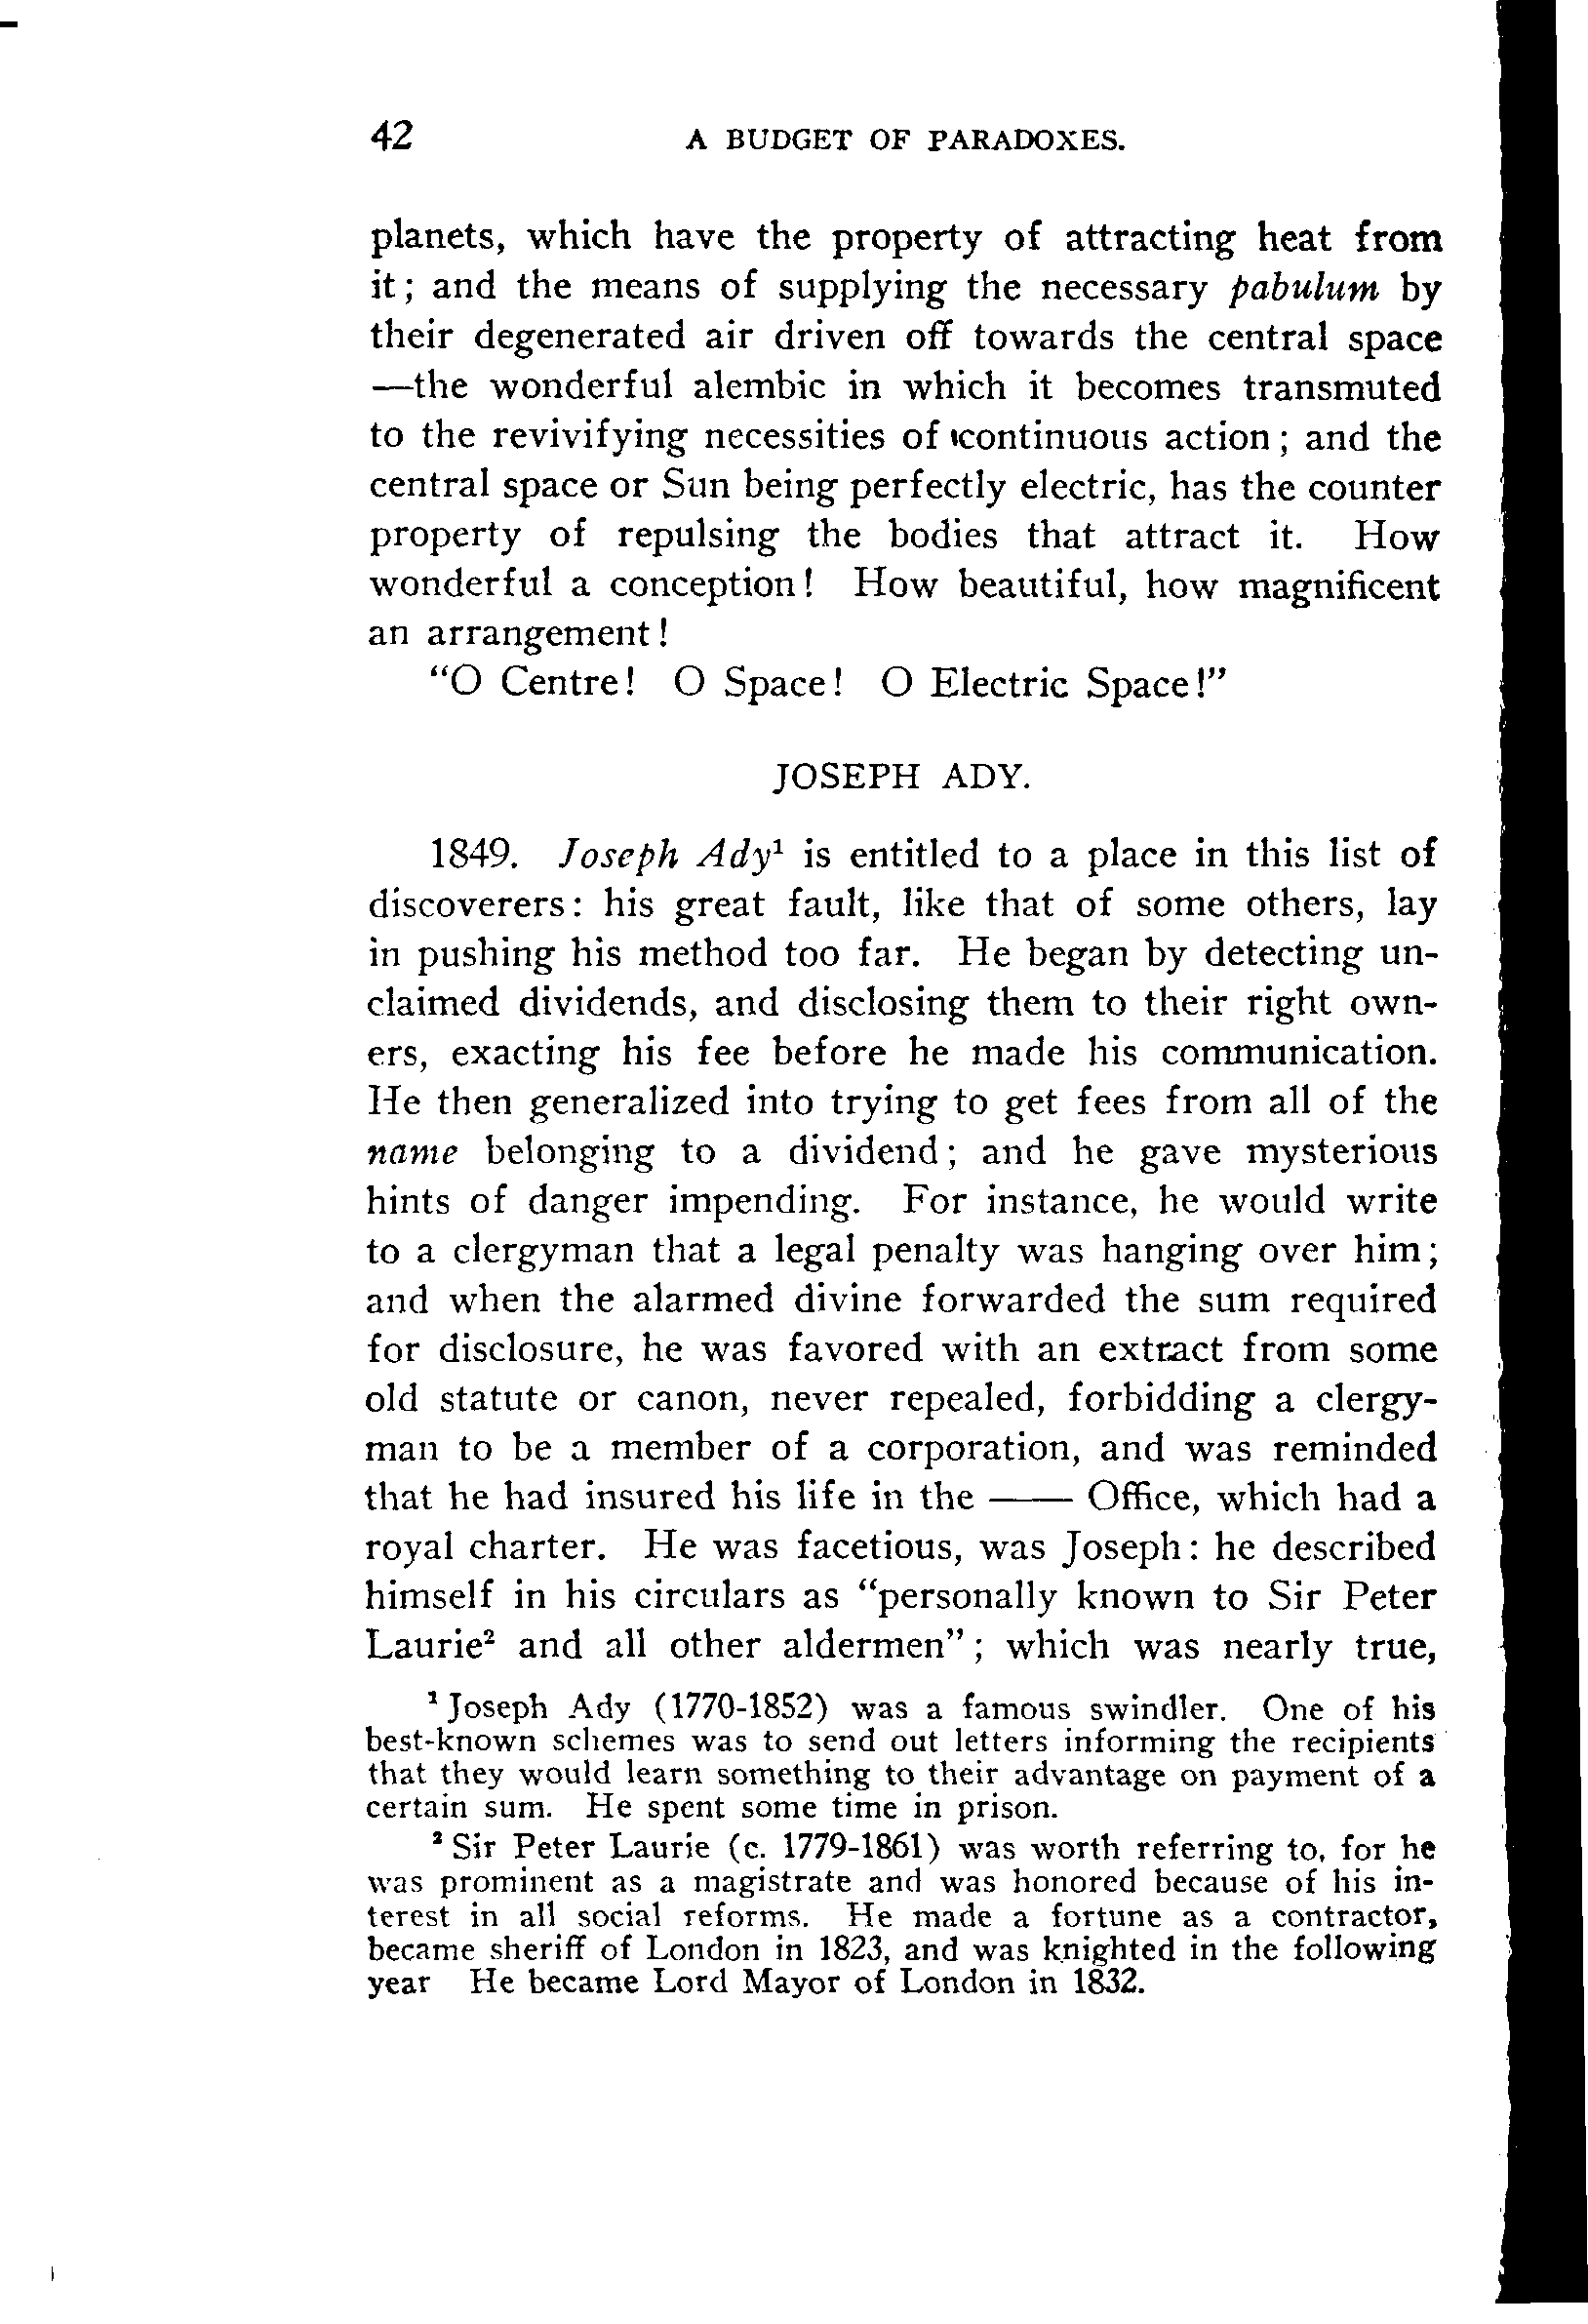 42 A BUDGET OF PARADOXES.
planets, which have the property of attracting heat from
it; and the means of supplying the necessary pabulum by
their degenerated air driven off towards the central space
—the wonderful alembic in which it becomes transmuted
to the revivifying necessities of continuous action; and the
central space or Sun being perfectly electric, has the counter
property of repulsing the bodies that attract it. How
wonderful a conception! How beautiful, how magnificent
an arrangement!
"O Centre! O Space! O Electric Space!"
JOSEPH ADY.
1849. Joseph Ady¹ is entitled to a place in this list of
discoverers: his great fault, like that of some others, lay
in pushing his method too far. He began by detecting un-
claimed dividends, and disclosing them to their right own-
ers, exacting his fee before he made his communication.
He then generalized into trying to get fees from all of the
name belonging to a dividend; and he gave mysterious
hints of danger impending. For instance, he would write
to a clergyman that a legal penalty was hanging over him;
and when the alarmed divine forwarded the sum required
for disclosure, he was favored with an extract from some
old statute or canon, never repealed, forbidding a clergy-
man to be a member of a corporation, and was reminded
that he had insured his life in the —— Office, which had a
royal charter. He was facetious, was Joseph: he described
himself in his circulars as "personally known to Sir Peter
Laurie² and all other aldermen"; which was nearly true,
¹ Joseph Ady (1770-1852) was a famous swindler. One of his
best-known schemes was to send out letters informing the recipients
that they would learn something to their advantage on payment of a
certain sum. He spent some time in prison.
² Sir Peter Laurie (c. 1779-1861) was worth referring to, for he
was prominent as a magistrate and was honored because of his in-
terest in all social reforms. He made a fortune as a contractor,
became sheriff of London in 1823, and was knighted in the following
year He became Lord Mayor of London in 1832.